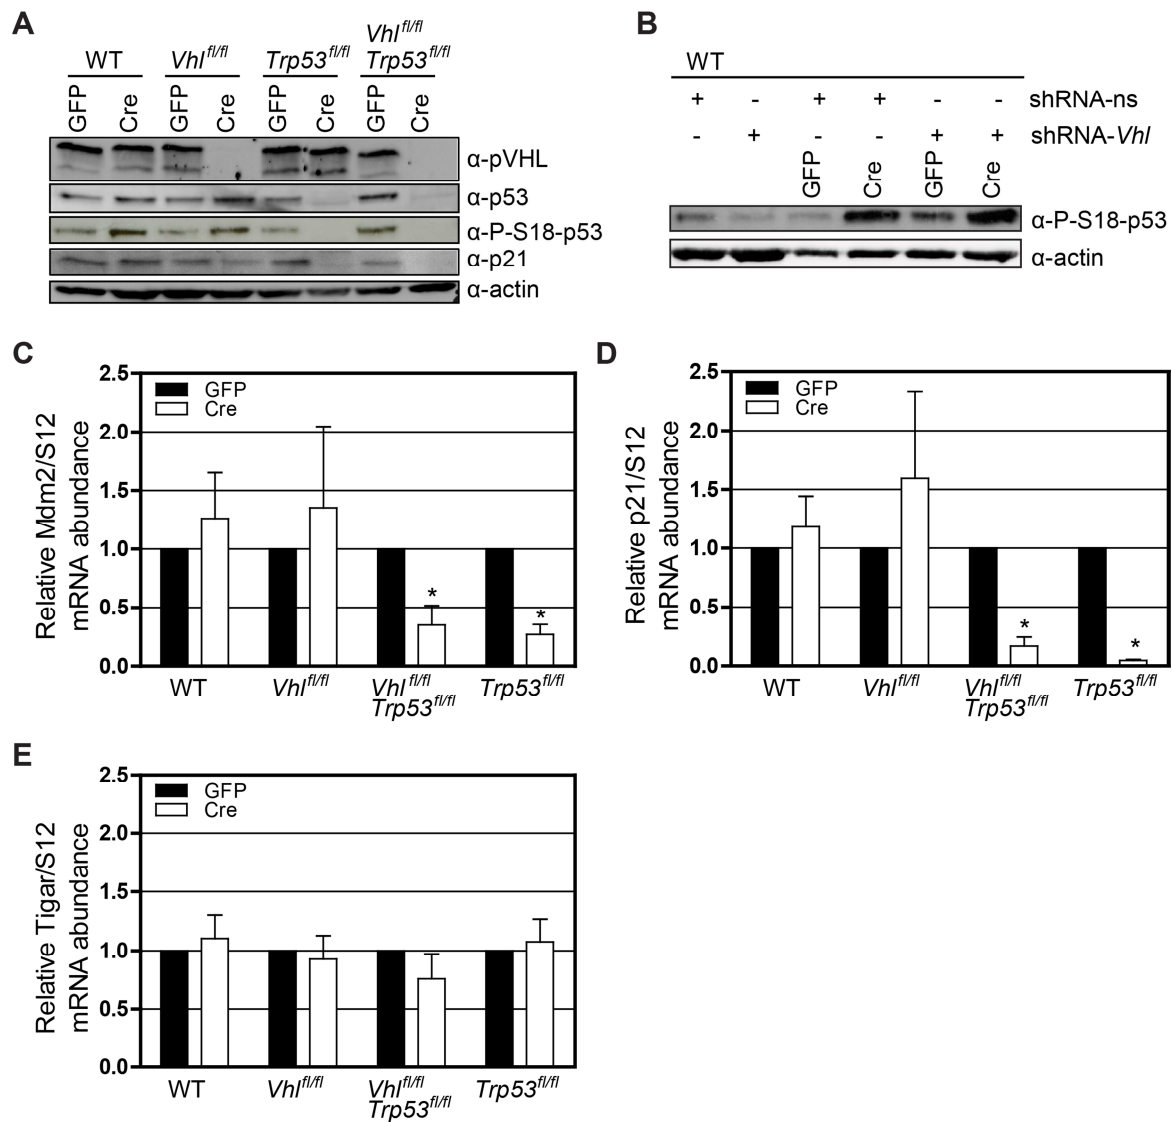 A
WT
Vhl fl/fl
Trp53 fl/fl
Vhl fl/fl
Trp53 fl/fl
GFP
Cre
GFP
Cre
GFP
Cre
GFP
Cre
α-pVHL
α-p53
α-P-S18-p53
α-p21
α-actin
B
WT
+ - + + - - shRNA-ns
- + - - + + shRNA-Vhl
GFP
Cre
GFP
Cre
α-P-S18-p53
α-actin
C
Relative Mdm2/S12
mRNA abundance
2.5
2.0
1.5
1.0
0.5
0.0
GFP
Cre
*
*
WT
Vhl fl/fl
Vhl fl/fl
Trp53 fl/fl
Trp53 fl/fl
D
Relative p21/S12
mRNA abundance
2.5
2.0
1.5
1.0
0.5
0.0
GFP
Cre
*
*
WT
Vhl fl/fl
Vhl fl/fl
Trp53 fl/fl
Trp53 fl/fl
E
Relative Tigar/S12
mRNA abundance
2.5
2.0
1.5
1.0
0.5
0.0
GFP
Cre
WT
Vhl fl/fl
Vhl fl/fl
Trp53 fl/fl
Trp53 fl/fl